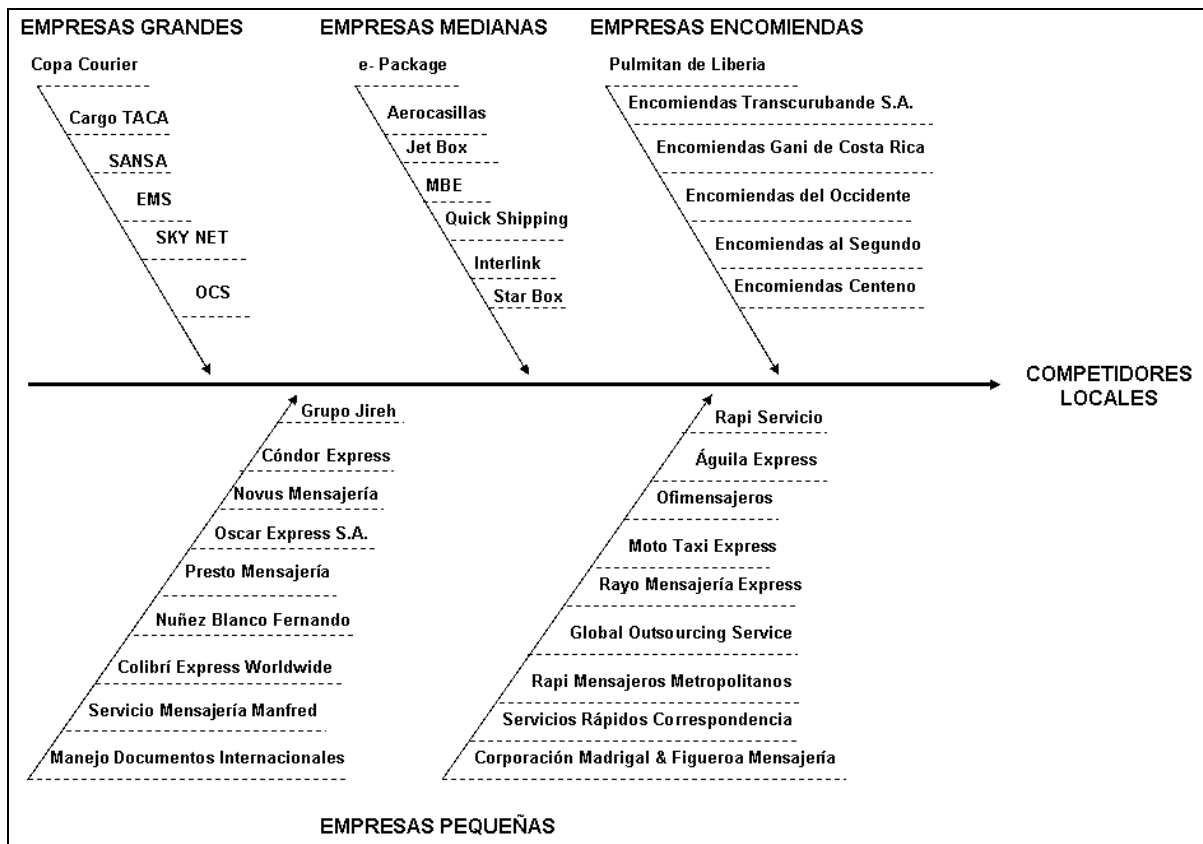 EMPRESAS GRANDES
Copa Courier
Cargo TACA
SANSA
EMS
SKY NET
OCS
EMPRESAS MEDIANAS
e- Package
Aerocasillas
Jet Box
MBE
Quick Shipping
Interlink
Star Box
EMPRESAS ENCOMIENDAS
Pulmitan de Liberia
Encomiendas Transcurubande S.A.
Encomiendas Gani de Costa Rica
Encomiendas del Occidente
Encomiendas al Segundo
Encomiendas Centeno
COMPETIDORES
LOCALES
Grupo Jireh
Cóndor Express
Novus Mensajería
Oscar Express S.A.
Presto Mensajería
Nuñez Blanco Fernando
Colibrí Express Worldwide
Servicio Mensajería Manfred
Manejo Documentos Internacionales
Rapi Servicio
Águila Express
Ofimensajeros
Moto Taxi Express
Rayo Mensajería Express
Global Outsourcing Service
Rapi Mensajeros Metropolitanos
Servicios Rápidos Correspondencia
Corporación Madrigal & Figueroa Mensajería
EMPRESAS PEQUEÑAS